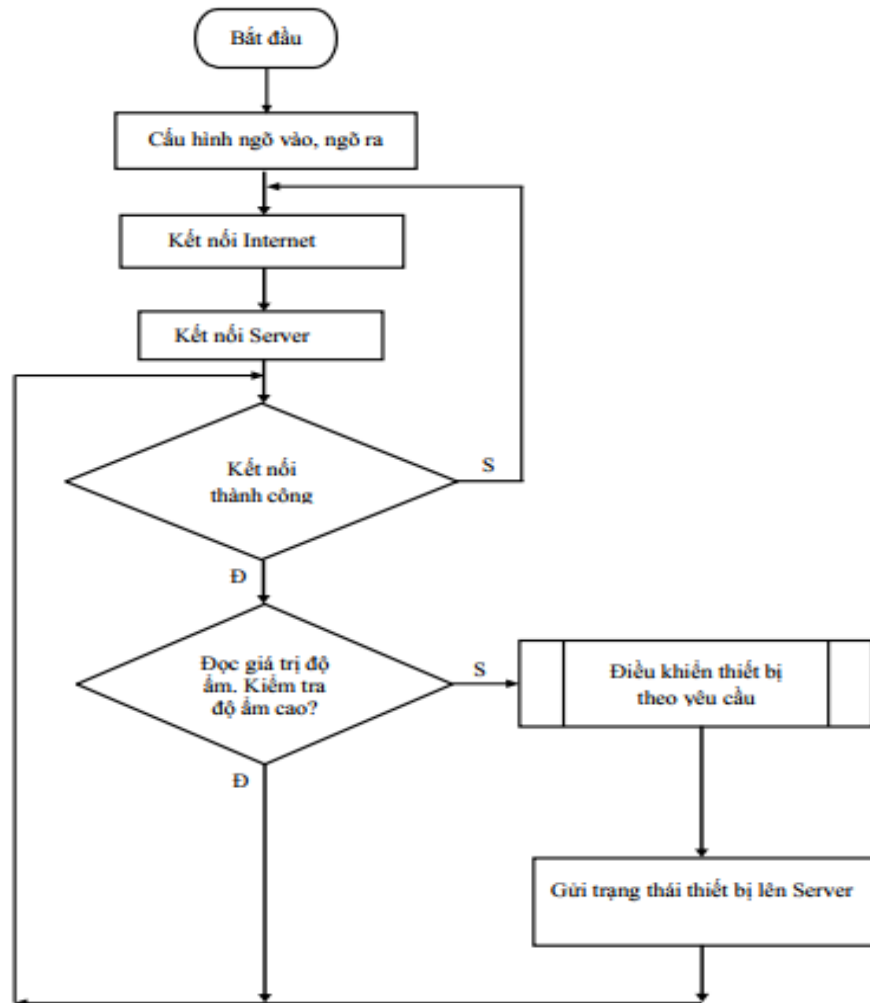 Bắt đầu
Cấu hình ngõ vào, ngõ ra
Kết nối Internet
Kết nối Server
Kết nối
thành công
S
Đ
Đọc giá trị độ
ẩm. Kiểm tra
độ ẩm cao?
S
Điều khiển thiết bị
theo yêu cầu
Đ
Gửi trạng thái thiết bị lên Server